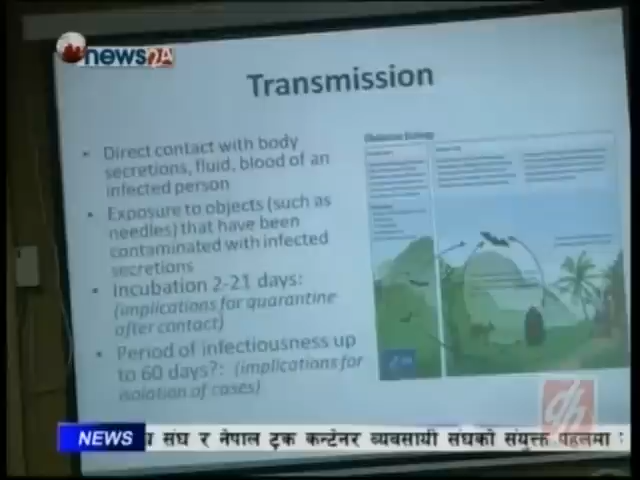 news24
Transmission
• Direct contact with body
secretions, fluid, blood of an
infected person
• Exposure to objects (such as
needles) that have been
contaminated with infected
secretions
• Incubation 2-21 days:
(implications for quarantine
after contact)
• Period of infectiousness up
to 60 days?: (implications for
isolation of cases)
NEWS
संघ र नेपाल ट्रक कन्टेनर व्यवसायी संघको संयुक्त पहलमा